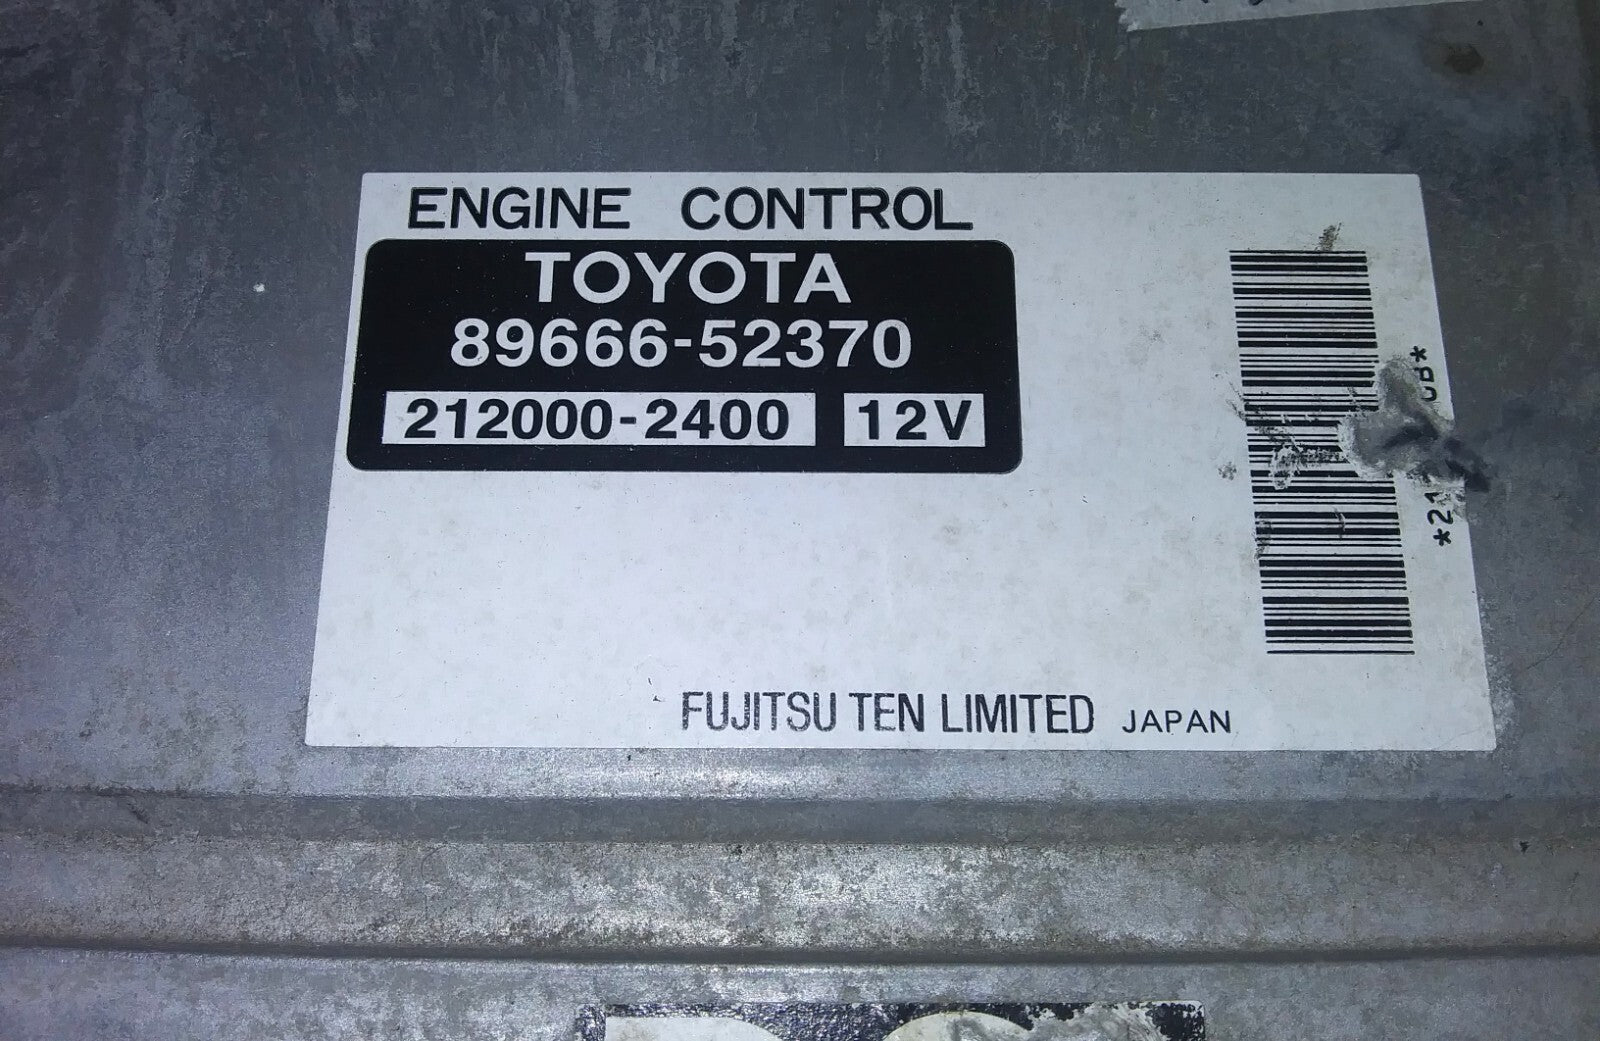 ENGINE CONTROL
TOYOTA
89666-52370
212000-2400 12V
FUJITSU TEN LIMITED JAPAN